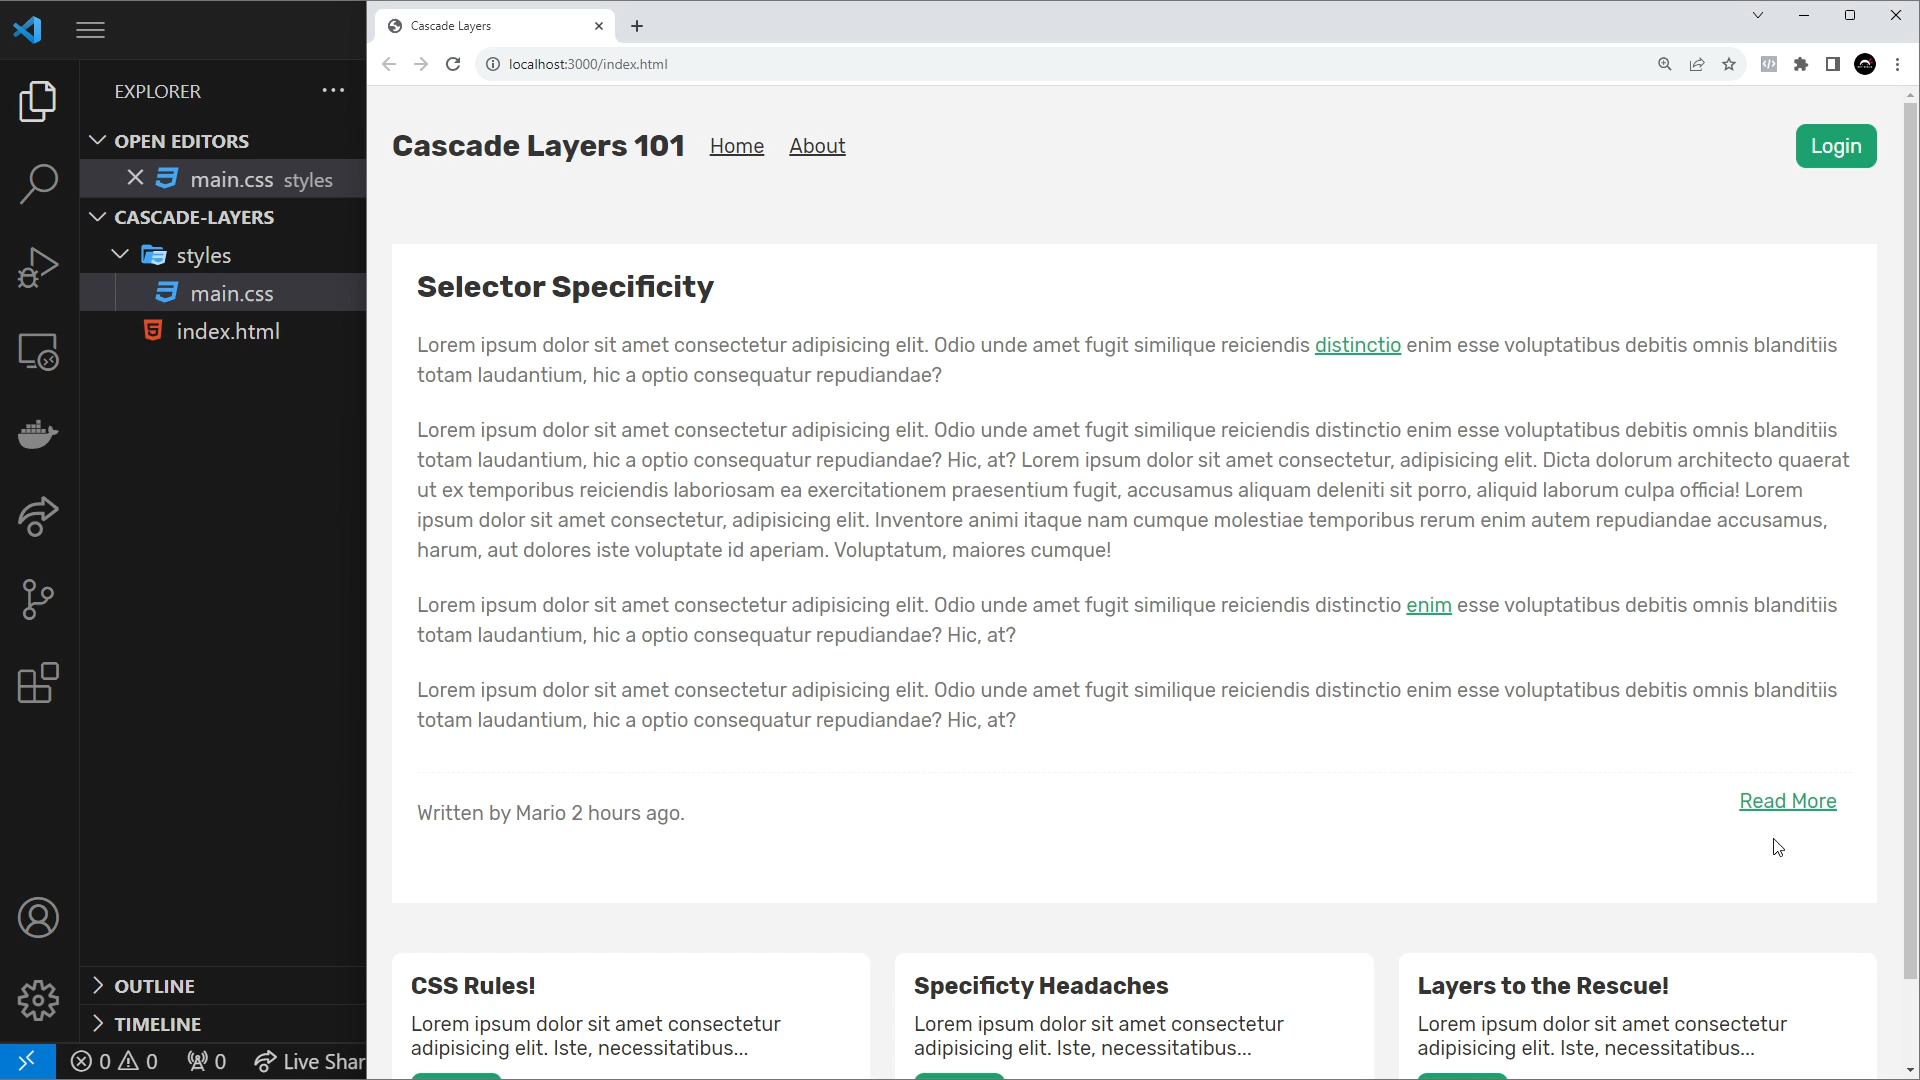 EXPLORER
OPEN EDITORS
main.css styles
CASCADE-LAYERS
styles
main.css
index.html
OUTLINE
TIMELINE
0 0 0 Live Shar
Cascade Layers
localhost:3000/index.html
Cascade Layers 101 Home About Login
Selector Specificity
Lorem ipsum dolor sit amet consectetur adipisicing elit. Odio unde amet fugit similique reiciendis distinctio enim esse voluptatibus debitis omnis blanditiis
totam laudantium, hic a optio consequatur repudiandae?
Lorem ipsum dolor sit amet consectetur adipisicing elit. Odio unde amet fugit similique reiciendis distinctio enim esse voluptatibus debitis omnis blanditiis
totam laudantium, hic a optio consequatur repudiandae? Hic, at? Lorem ipsum dolor sit amet consectetur, adipisicing elit. Dicta dolorum architecto quaerat
ut ex temporibus reiciendis laboriosam ea exercitationem praesentium fugit, accusamus aliquam deleniti sit porro, aliquid laborum culpa officia! Lorem
ipsum dolor sit amet consectetur, adipisicing elit. Inventore animi itaque nam cumque molestiae temporibus rerum enim autem repudiandae accusamus,
harum, aut dolores iste voluptate id aperiam. Voluptatum, maiores cumque!
Lorem ipsum dolor sit amet consectetur adipisicing elit. Odio unde amet fugit similique reiciendis distinctio enim esse voluptatibus debitis omnis blanditiis
totam laudantium, hic a optio consequatur repudiandae? Hic, at?
Lorem ipsum dolor sit amet consectetur adipisicing elit. Odio unde amet fugit similique reiciendis distinctio enim esse voluptatibus debitis omnis blanditiis
totam laudantium, hic a optio consequatur repudiandae? Hic, at?
Written by Mario 2 hours ago.
Read More
CSS Rules!
Lorem ipsum dolor sit amet consectetur
adipisicing elit. Iste, necessitatibus...
Specificty Headaches
Lorem ipsum dolor sit amet consectetur
adipisicing elit. Iste, necessitatibus...
Layers to the Rescue!
Lorem ipsum dolor sit amet consectetur
adipisicing elit. Iste, necessitatibus...